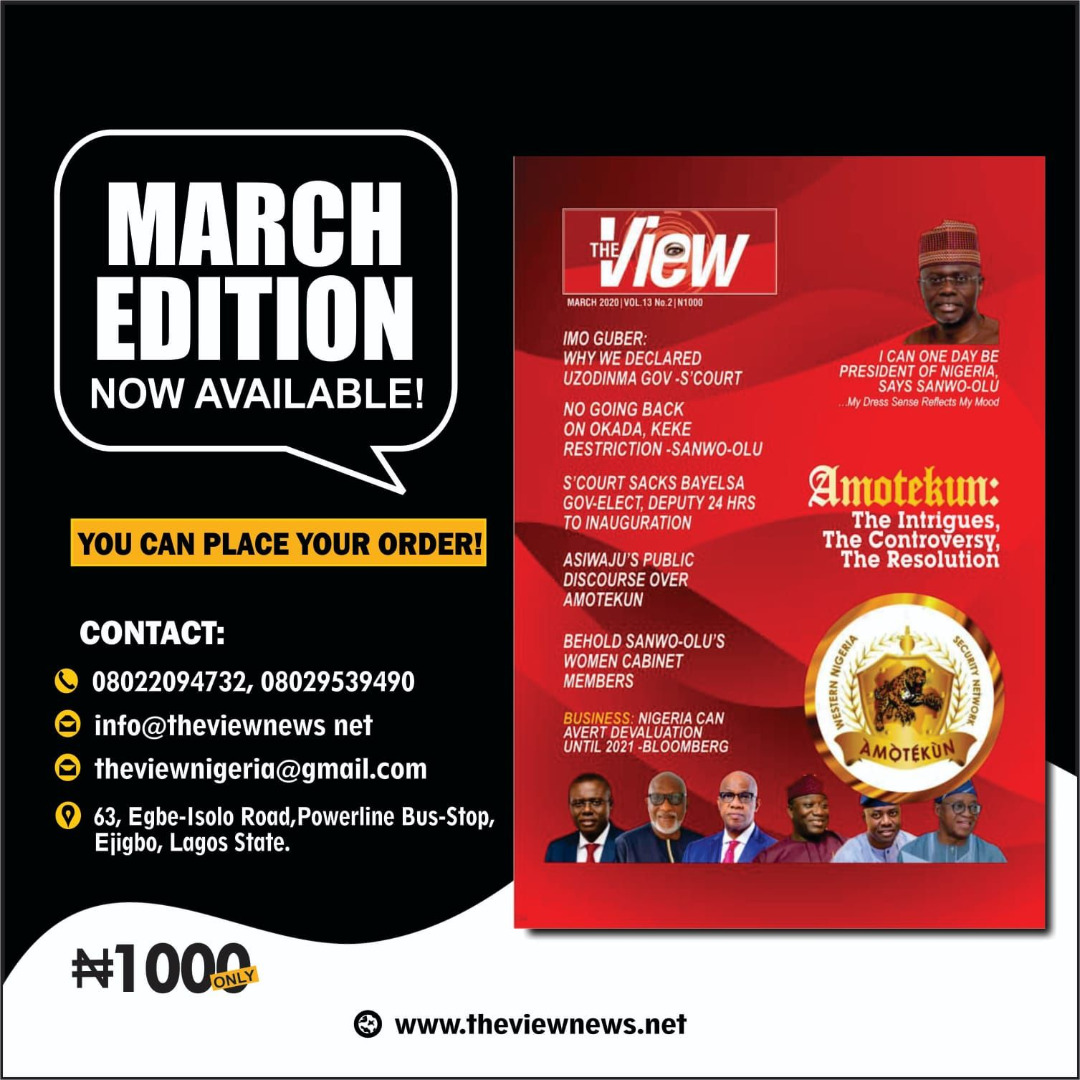 MARCH
EDITION
NOW AVAILABLE!
YOU CAN PLACE YOUR ORDER!
CONTACT:
08022094732, 08029539490
info@theviewnews net
theviewnigeria@gmail.com
63, Egbe-Isolo Road,Powerline Bus-Stop,
Ejigbo, Lagos State.
₦1000
ONLY
www.theviewnews.net
THE View
MARCH 2020|VOL.13 No.2|N1000
IMO GUBER:
WHY WE DECLARED
UZODINMA GOV -S'COURT
NO GOING BACK
ON OKADA, KEKE
RESTRICTION -SANWO-OLU
S'COURT SACKS BAYELSA
GOV-ELECT, DEPUTY 24 HRS
TO INAUGURATION
ASIWAJU'S PUBLIC
DISCOURSE OVER
AMOTEKUN
BEHOLD SANWO-OLU'S
WOMEN CABINET
MEMBERS
BUSINESS: NIGERIA CAN
AVERT DEVALUATION
UNTIL 2021 -BLOOMBERG
I CAN ONE DAY BE
PRESIDENT OF NIGERIA,
SAYS SANWO-OLU
...My Dress Sense Reflects My Mood
Amotekun:
The Intrigues,
The Controversy,
The Resolution
WESTERN NIGERIA
SECURITY NETWORK
ÀMỌ̀TẸ́KÙN